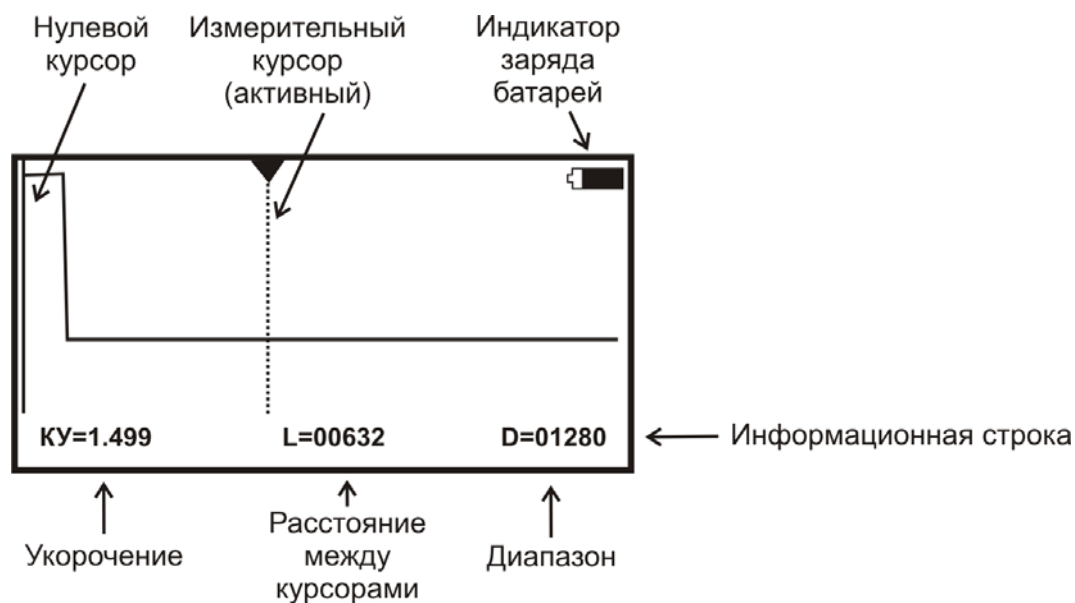 Нулевой
курсор
Измерительный
курсор
(активный)
Индикатор
заряда
батарей
КУ=1.499
L=00632
D=01280
Информационная строка
Укорочение
Расстояние
между
курсорами
Диапазон